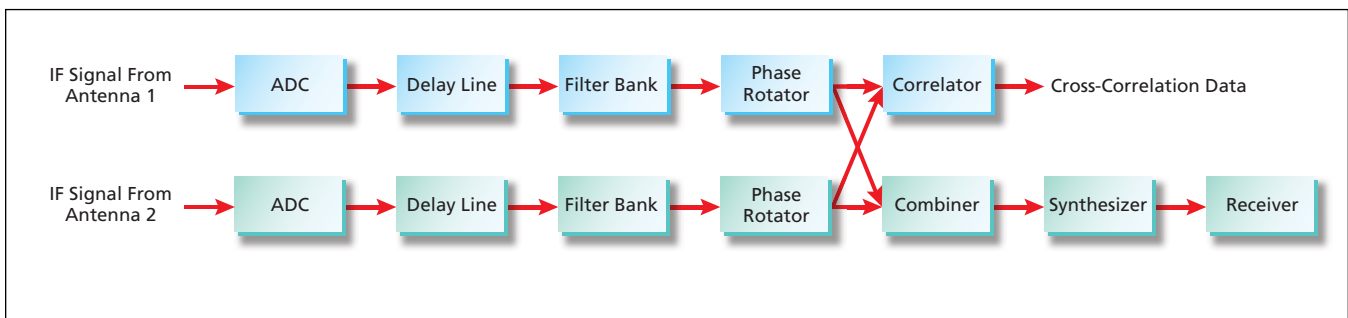 IF Signal From
Antenna 1
ADC
Delay Line
Filter Bank
Phase
Rotator
Correlator
Cross-Correlation Data
IF Signal From
Antenna 2
ADC
Delay Line
Filter Bank
Phase
Rotator
Combiner
Synthesizer
Receiver